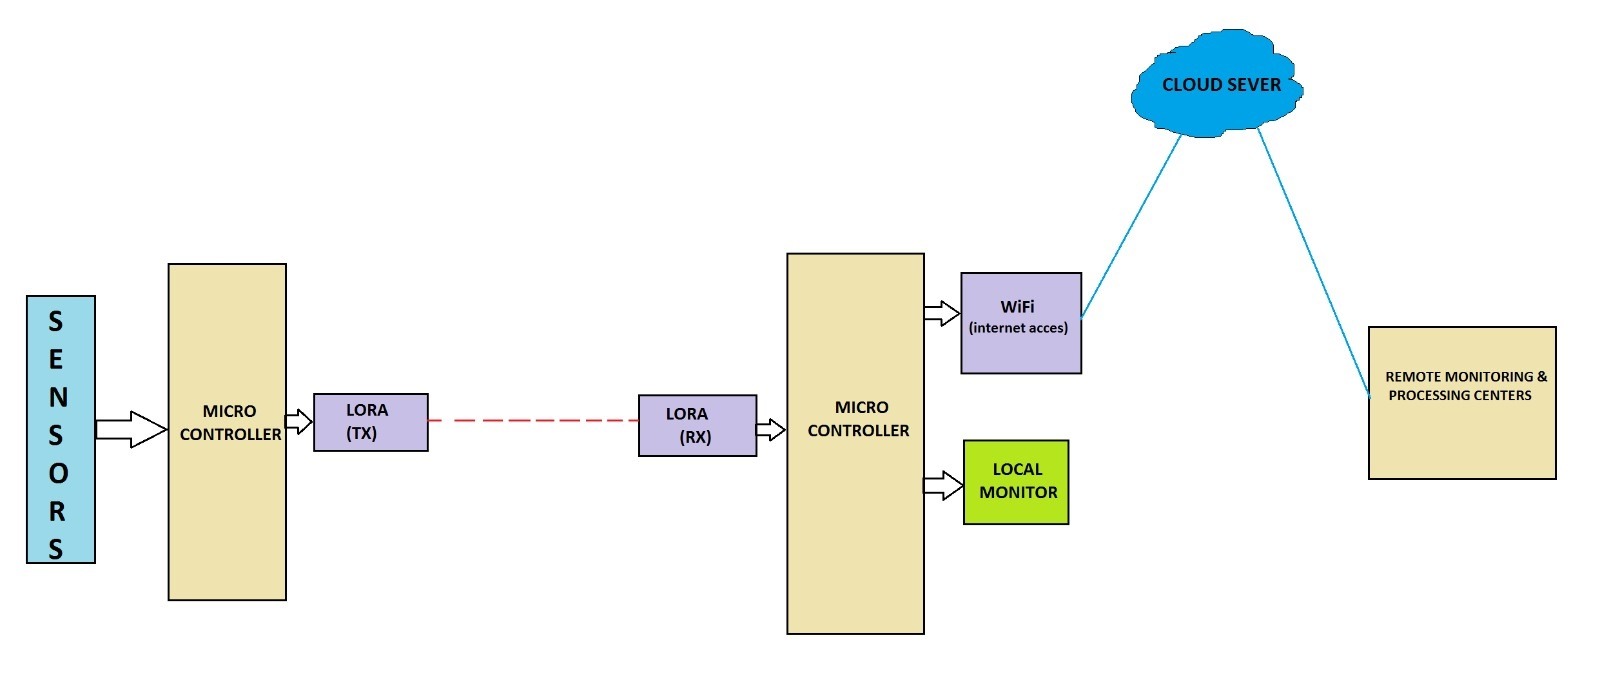 CLOUD SEVER
S
E
N
S
O
R
S
MICRO
CONTROLLER
LORA
(TX)
LORA
(RX)
MICRO
CONTROLLER
WiFi
(internet acces)
LOCAL
MONITOR
REMOTE MONITORING &
PROCESSING CENTERS